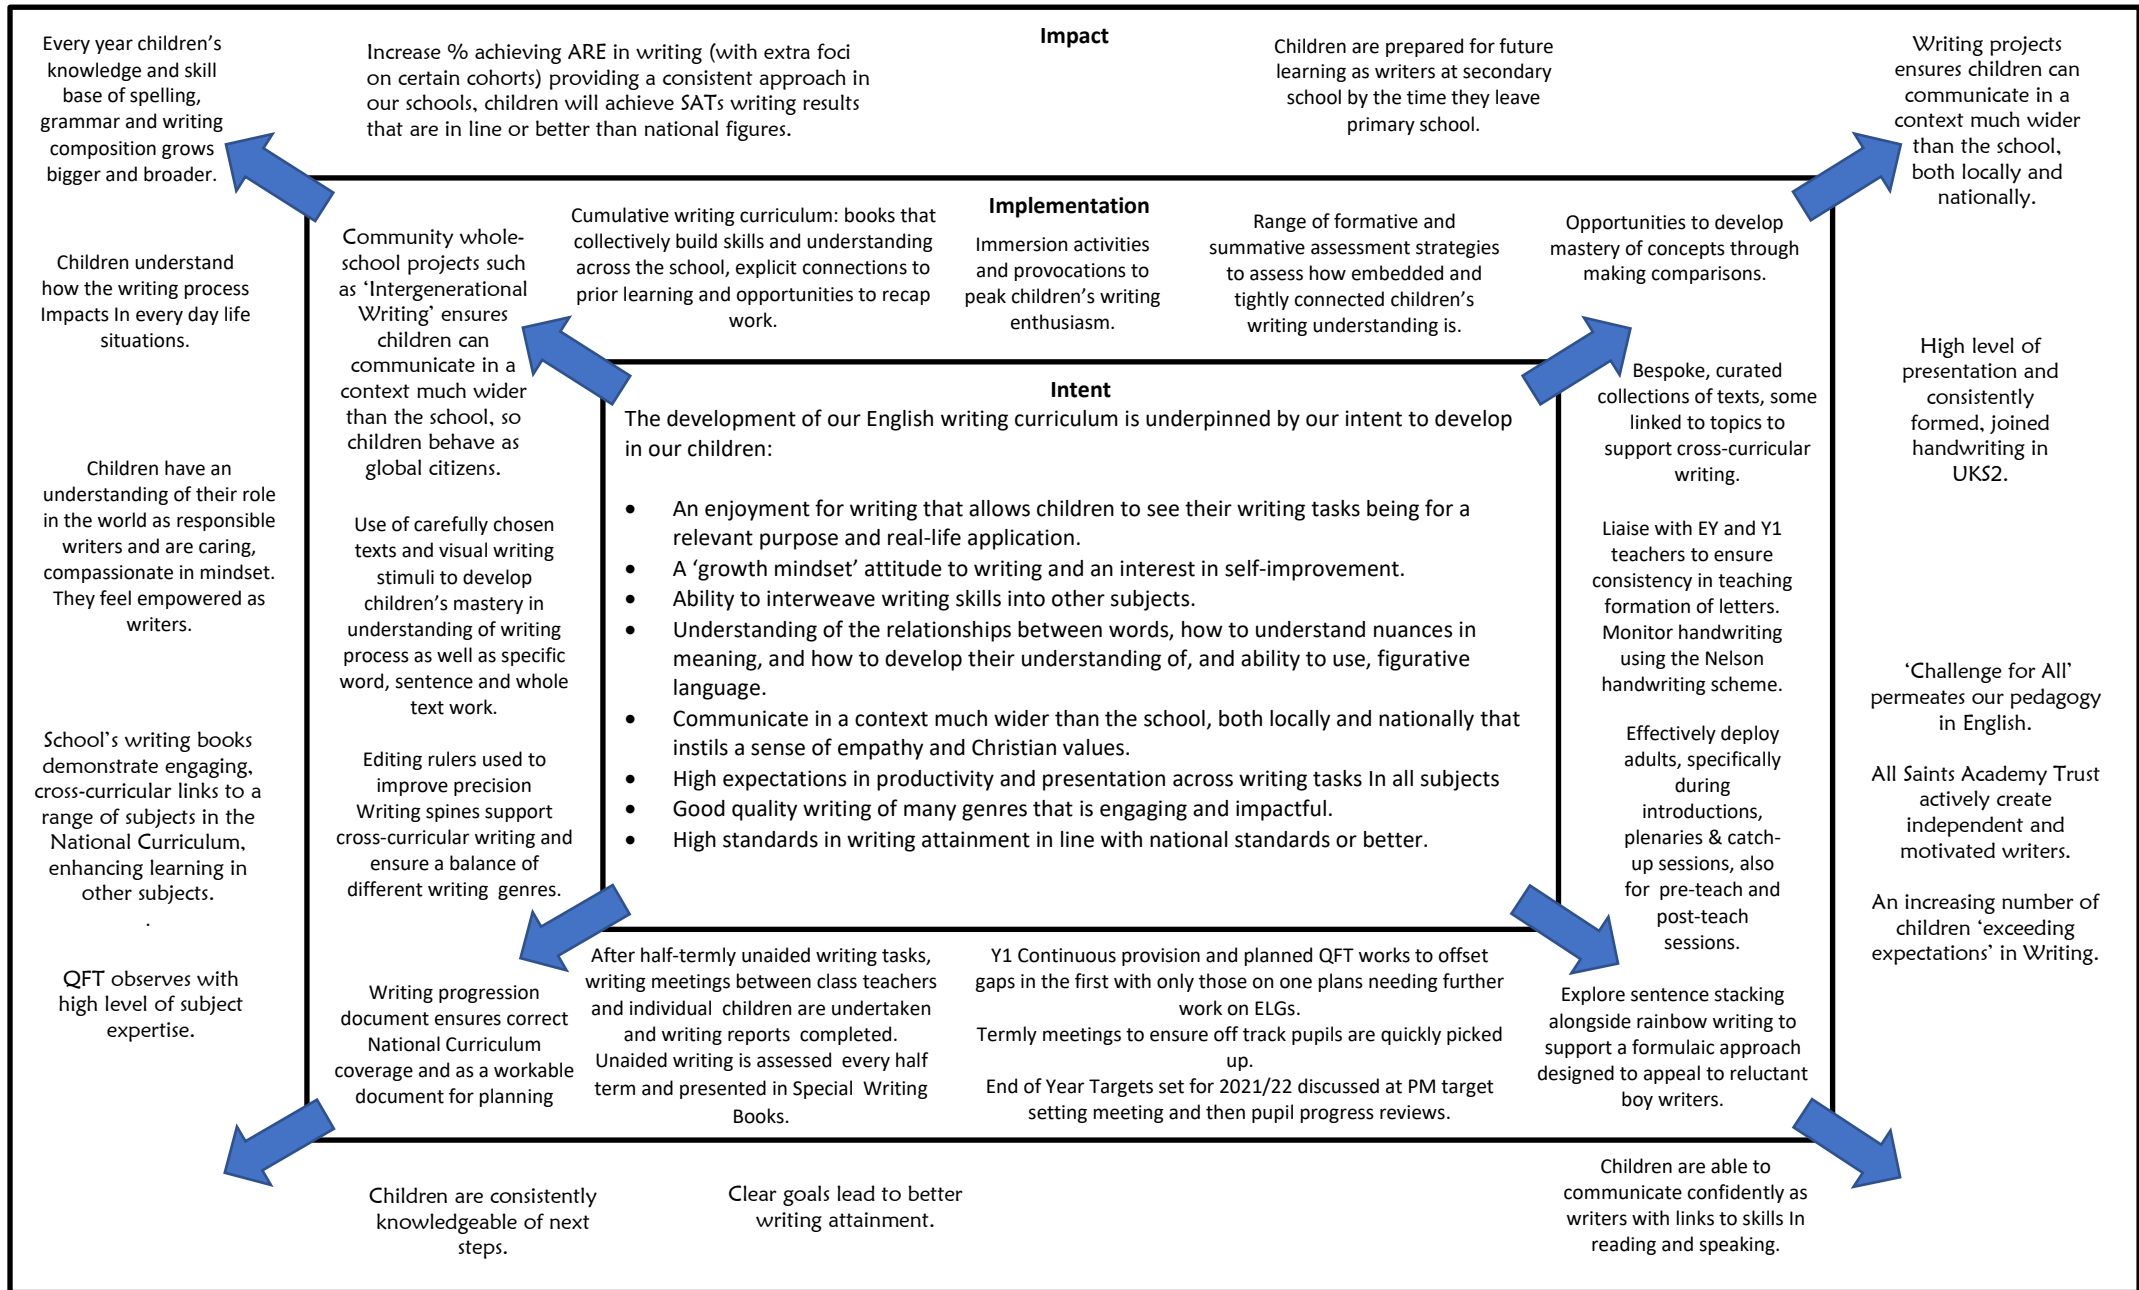 Impact
Every year children's
knowledge and skill
base of spelling,
grammar and writing
composition grows
bigger and broader.
Increase % achieving ARE in writing (with extra foci
on certain cohorts) providing a consistent approach in
our schools, children will achieve SATs writing results
that are in line or better than national figures.
Children are prepared for future
learning as writers at secondary
school by the time they leave
primary school.
Writing projects
ensures children can
communicate in a
context much wider
than the school,
both locally and
nationally.
Children understand
how the writing process
Impacts In every day life
situations.
Children have an
understanding of their role
in the world as responsible
writers and are caring,
compassionate in mindset.
They feel empowered as
writers.
School's writing books
demonstrate engaging,
cross-curricular links to a
range of subjects in the
National Curriculum,
enhancing learning in
other subjects.
.
QFT observes with
high level of subject
expertise.
Implementation
Community whole-
school projects such
as 'Intergenerational
Writing' ensures
children can
communicate in a
context much wider
than the school, so
children behave as
global citizens.
Cumulative writing curriculum: books that
collectively build skills and understanding
across the school, explicit connections to
prior learning and opportunities to recap
work.
Immersion activities
and provocations to
peak children's writing
enthusiasm.
Range of formative and
summative assessment strategies
to assess how embedded and
tightly connected children's
writing understanding is.
Opportunities to develop
mastery of concepts through
making comparisons.
Use of carefully chosen
texts and visual writing
stimuli to develop
children's mastery in
understanding of writing
process as well as specific
word, sentence and whole
text work.
Editing rulers used to
improve precision
Writing spines support
cross-curricular writing and
ensure a balance of
different writing genres.
Writing progression
document ensures correct
National Curriculum
coverage and as a workable
document for planning
Intent
The development of our English writing curriculum is underpinned by our intent to develop
in our children:
• An enjoyment for writing that allows children to see their writing tasks being for a
relevant purpose and real-life application.
• A 'growth mindset' attitude to writing and an interest in self-improvement.
• Ability to interweave writing skills into other subjects.
• Understanding of the relationships between words, how to understand nuances in
meaning, and how to develop their understanding of, and ability to use, figurative
language.
• Communicate in a context much wider than the school, both locally and nationally that
instils a sense of empathy and Christian values.
• High expectations in productivity and presentation across writing tasks In all subjects
• Good quality writing of many genres that is engaging and impactful.
• High standards in writing attainment in line with national standards or better.
Bespoke, curated
collections of texts, some
linked to topics to
support cross-curricular
writing.
Liaise with EY and Y1
teachers to ensure
consistency in teaching
formation of letters.
Monitor handwriting
using the Nelson
handwriting scheme.
Effectively deploy
adults, specifically
during
introductions,
plenaries & catch-
up sessions, also
for pre-teach and
post-teach
sessions.
After half-termly unaided writing tasks,
writing meetings between class teachers
and individual children are undertaken
and writing reports completed.
Unaided writing is assessed every half
term and presented in Special Writing
Books.
Y1 Continuous provision and planned QFT works to offset
gaps in the first with only those on one plans needing further
work on ELGs.
Termly meetings to ensure off track pupils are quickly picked
up.
End of Year Targets set for 2021/22 discussed at PM target
setting meeting and then pupil progress reviews.
Explore sentence stacking
alongside rainbow writing to
support a formulaic approach
designed to appeal to reluctant
boy writers.
High level of
presentation and
consistently
formed, joined
handwriting in
UKS2.
'Challenge for All'
permeates our pedagogy
in English.
All Saints Academy Trust
actively create
independent and
motivated writers.
An increasing number of
children 'exceeding
expectations' in Writing.
Children are consistently
knowledgeable of next
steps.
Clear goals lead to better
writing attainment.
Children are able to
communicate confidently as
writers with links to skills In
reading and speaking.